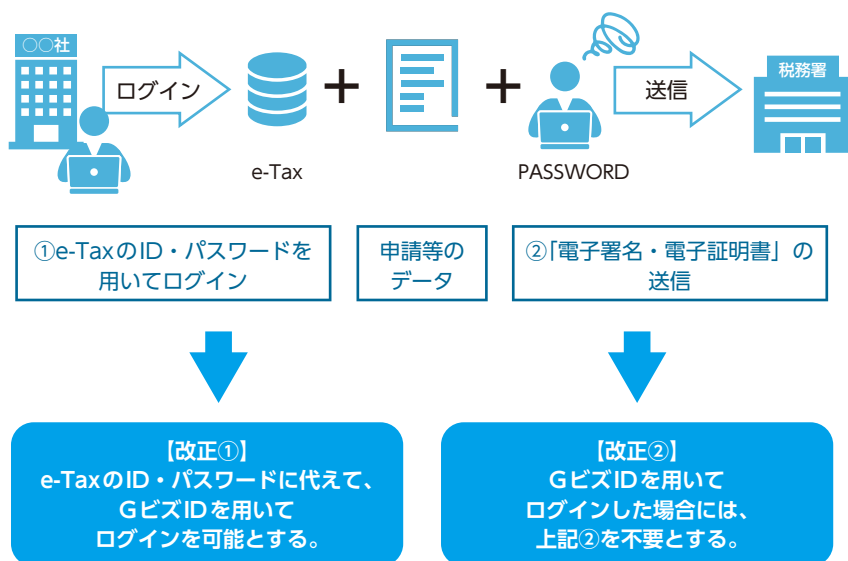 ○○社
ログイン
送信
税務署
e-Tax
PASSWORD
①e-TaxのID・パスワードを
用いてログイン
申請等の
データ
②「電子署名・電子証明書」の
送信
【改正①】
e-TaxのID・パスワードに代えて、
GビズIDを用いて
ログインを可能とする。
【改正②】
GビズIDを用いて
ログインした場合には、
上記②を不要とする。